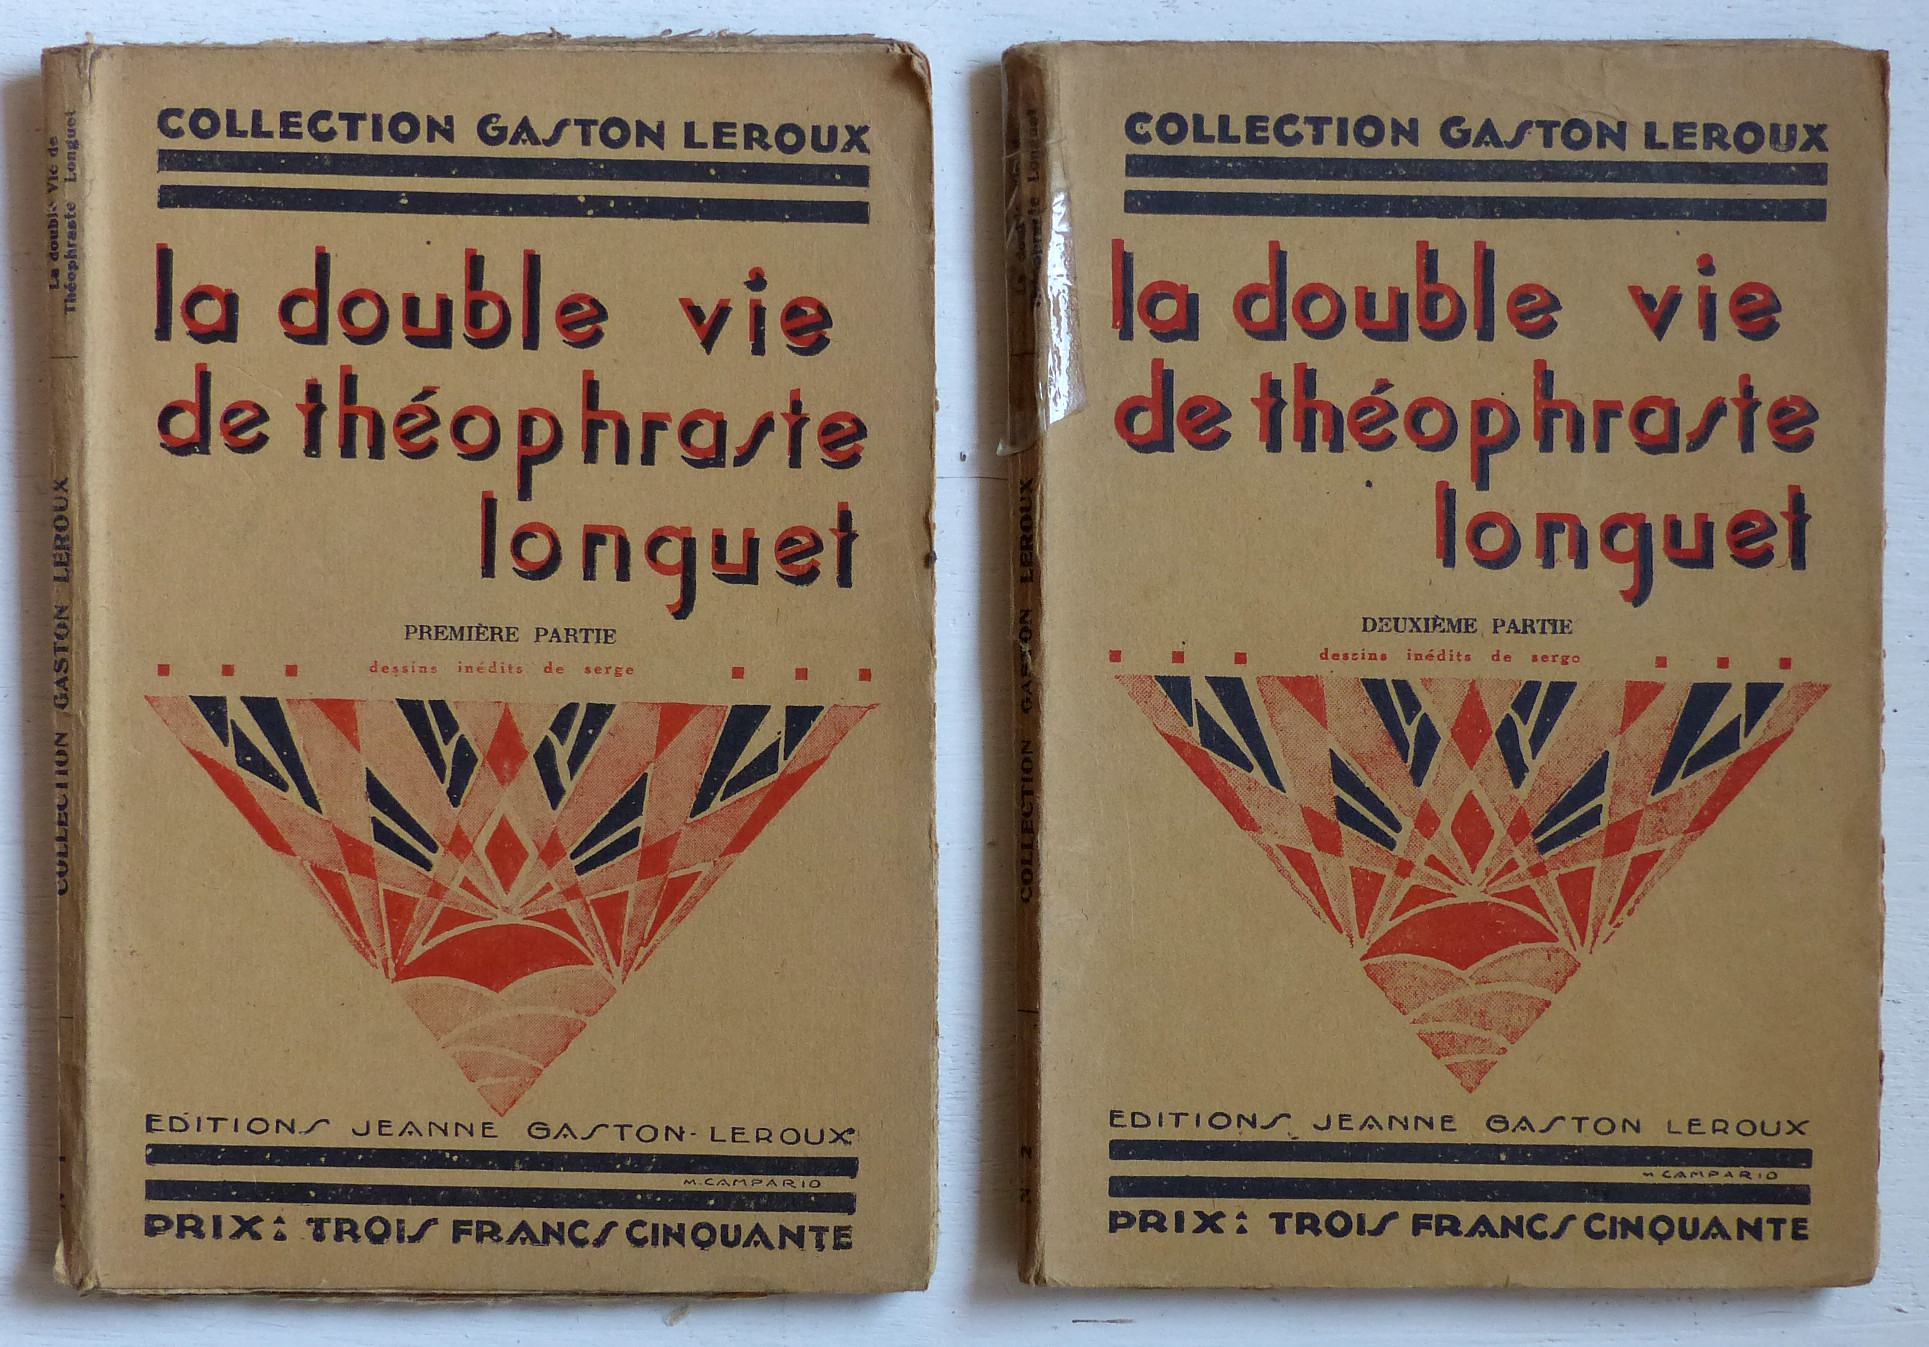 La double Vie de
Théophraste Longuet
COLLECTION GASTON LEROUX
COLLECTION GASTON LEROUX
la double vie
de théophraste
longuet
PREMIÈRE PARTIE
dessins inédits de serge
EDITIONS JEANNE GASTON-LEROUX
M. CAMPARIO
PRIX: TROIS FRANCS CINQUANTE
Longuet
COLLECTION GASTON LEROUX
N 2
COLLECTION GASTON LEROUX
la double vie
de théophraste
longuet
DEUXIÈME PARTIE
dessins inédits de serge
EDITIONS JEANNE GASTON LEROUX
M CAMPARIO
PRIX: TROIS FRANCS CINQUANTE